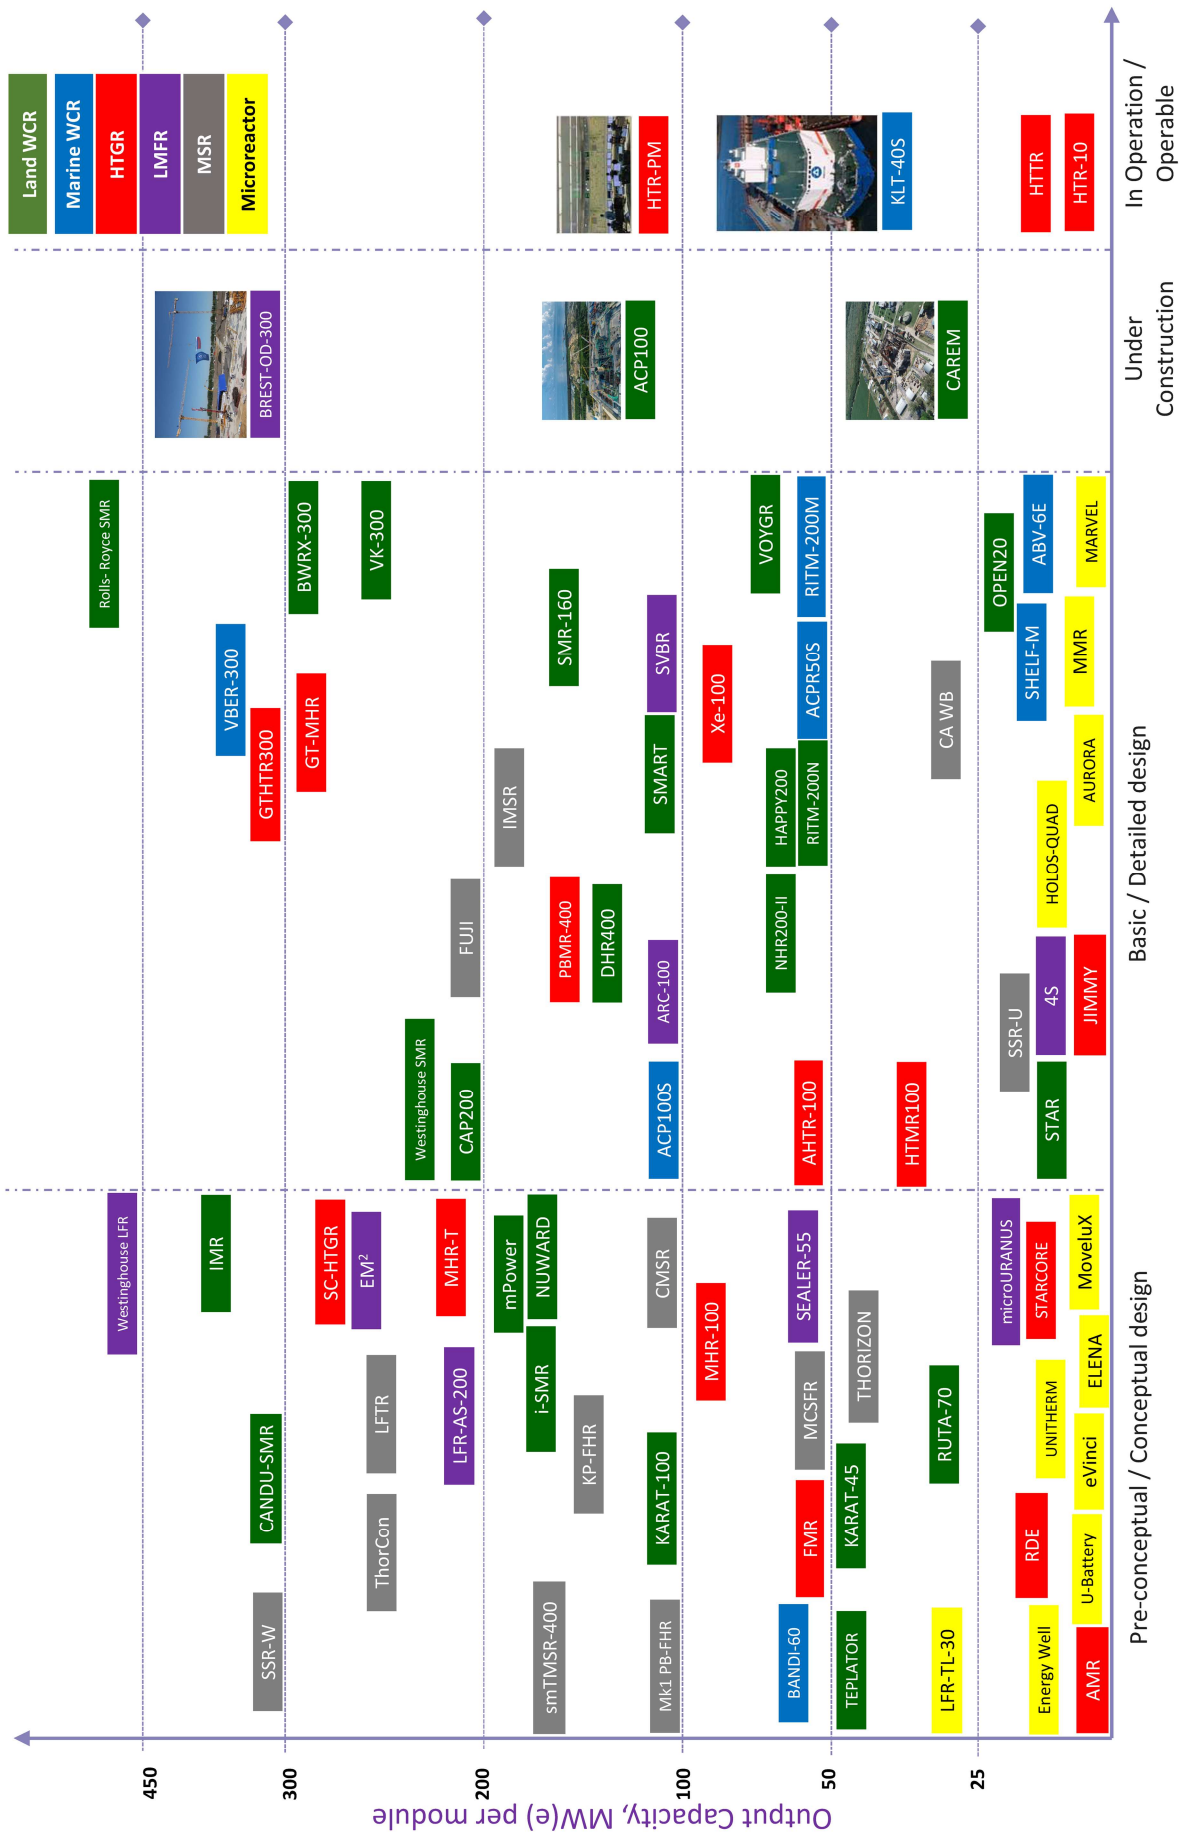 Output Capacity, MW(e) per module
450
300
200
100
50
25
Land WCR
Marine WCR
HTGR
LMFR
MSR
Microreactor
Westinghouse LFR
IMR
CANDU-SMR
SSR-W
SC-HTGR
EM²
LFTR
ThorCon
MHR-T
LFR-AS-200
mPower
NUWARD
i-SMR
smTMSR-400
KP-FHR
CMSR
KARAT-100
Mk1 PB-FHR
MHR-100
SEALER-55
MCSFR
FMR
BANDI-60
THORIZON
KARAT-45
TEPLATOR
RUTA-70
LFR-TL-30
microURANUS
STARCORE
RDE
UNITHERM
Energy Well
MoveluX
ELENA
eVinci
U-Battery
AMR
Rolls- Royce SMR
VBER-300
GTHTR300
BWRX-300
GT-MHR
VK-300
Westinghouse SMR
CAP200
FUJI
IMSR
SMR-160
PBMR-400
DHR400
SVBR
SMART
ARC-100
ACP100S
Xe-100
VOYGR
HAPPY200
NHR200-II
RITM-200M
ACPR50S
RITM-200N
AHTR-100
CA WB
HTMR100
OPEN20
SSR-U
ABV-6E
SHELF-M
HOLOS-QUAD
4S
STAR
MARVEL
MMR
AURORA
JIMMY
BREST-OD-300
ACP100
CAREM
HTR-PM
KLT-40S
HTTR
HTR-10
Pre-conceptual / Conceptual design
Basic / Detailed design
Under
Construction
In Operation /
Operable